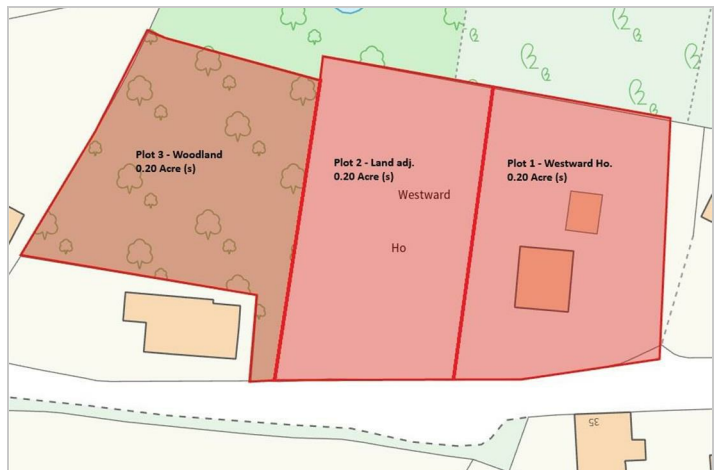 Plot 3 - Woodland
0.20 Acre (s)
Plot 2 - Land adj.
0.20 Acre (s)
Plot 1 - Westward Ho.
0.20 Acre (s)
Westward
Ho
35